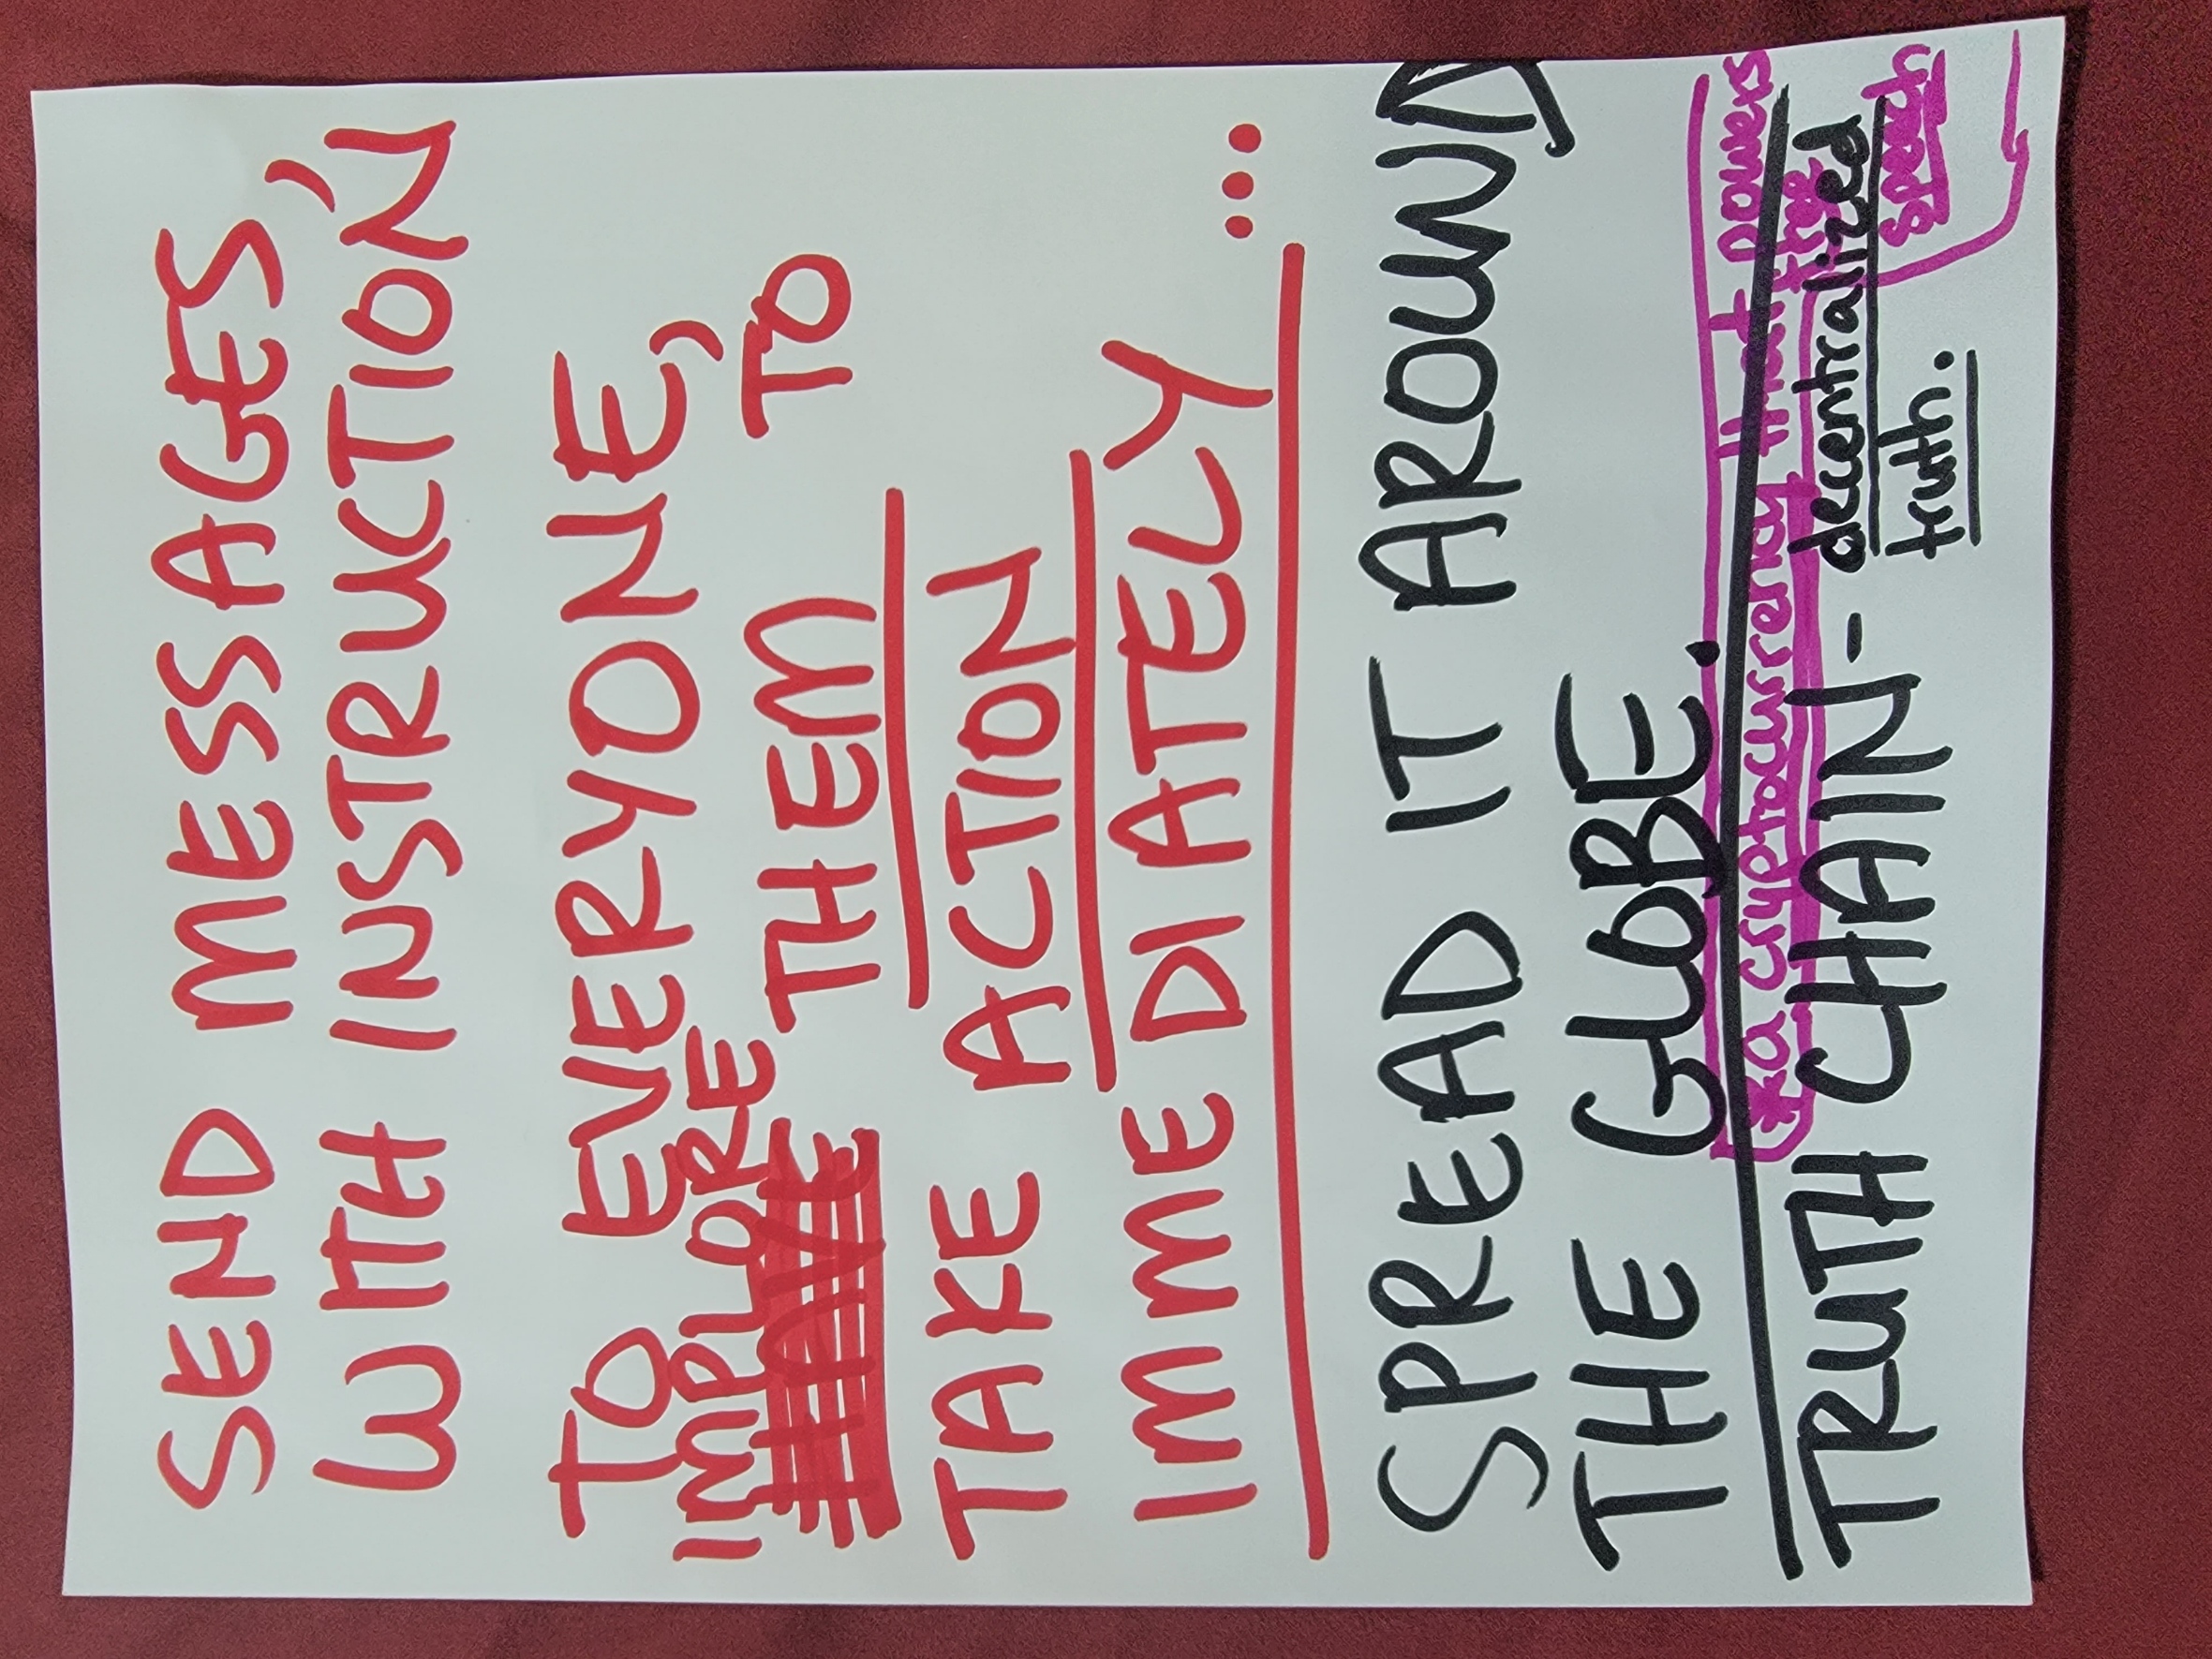 SEND MESSAGES,
WITH INSTRUCTION
TO EVERYONE,
IMPLORE
HAVE THEM TO
TAKE ACTION
IMMEDIATELY ...
SPREAD IT AROUND
THE GLOBE.
*a cryptocurrency that powers
free
TRUTH CHAIN - decentralized
speech
truth.